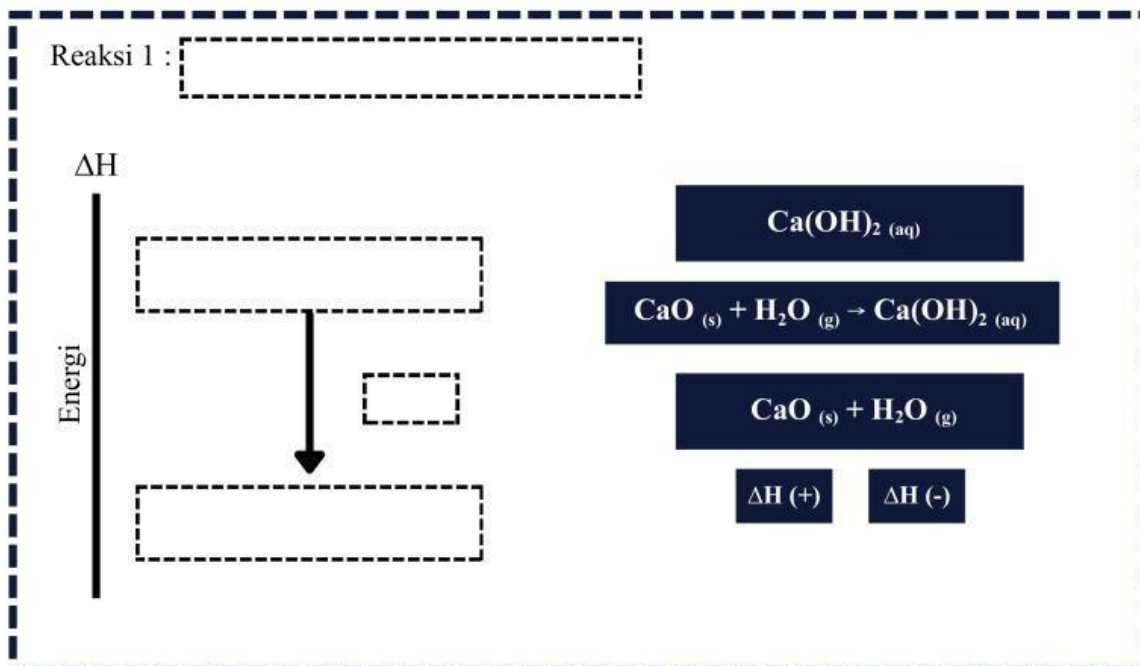 Reaksi 1 :
ΔH
Energi
Ca(OH)₂ (aq)
CaO (s) + H₂O (g) → Ca(OH)₂ (aq)
CaO (s) + H₂O (g)
ΔH (+)
ΔH (-)